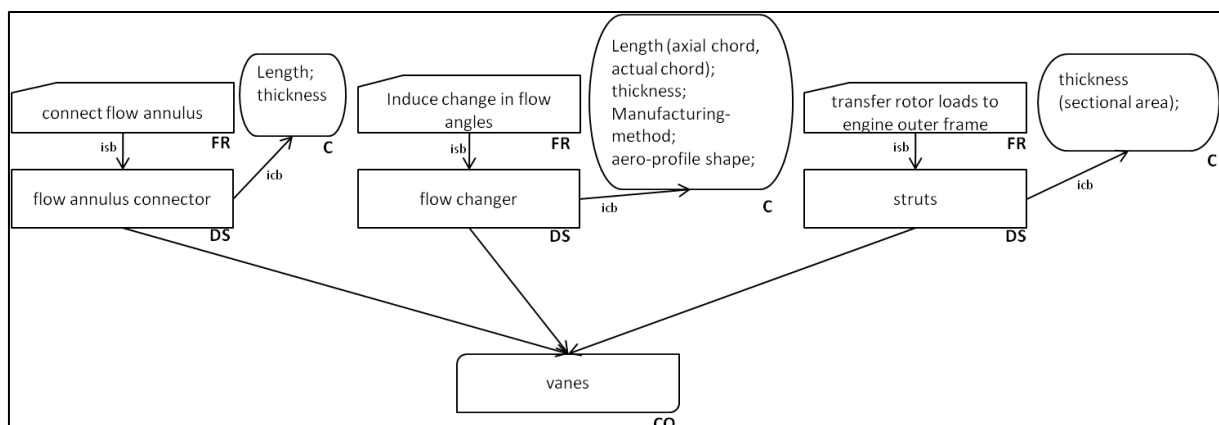 connect flow annulus
FR
isb
flow annulus connector
DS
icb
Length;
thickness
C
Induce change in flow
angles
FR
isb
flow changer
DS
icb
Length (axial chord,
actual chord);
thickness;
Manufacturing-
method;
aero-profile shape;
C
transfer rotor loads to
engine outer frame
FR
isb
struts
DS
icb
thickness
(sectional area);
C
vanes
CO